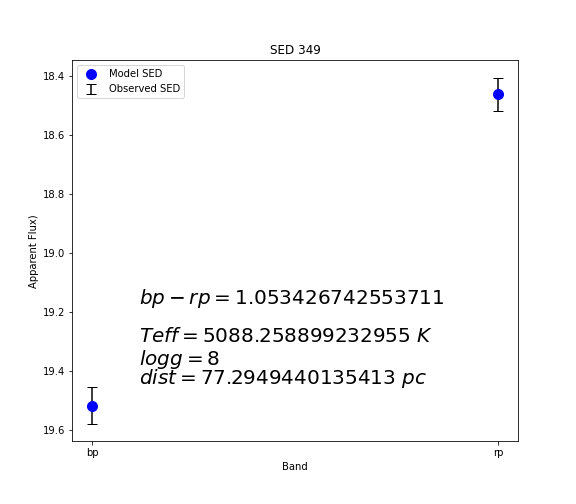 SED 349
Model SED
Observed SED
18.4
18.6
18.8
19.0
19.2
19.4
19.6
Apparent Flux)
bp − rp = 1.053426742553711
Teff = 5088.258899232955 K
logg = 8
dist = 77.2949440135413 pc
bp
rp
Band